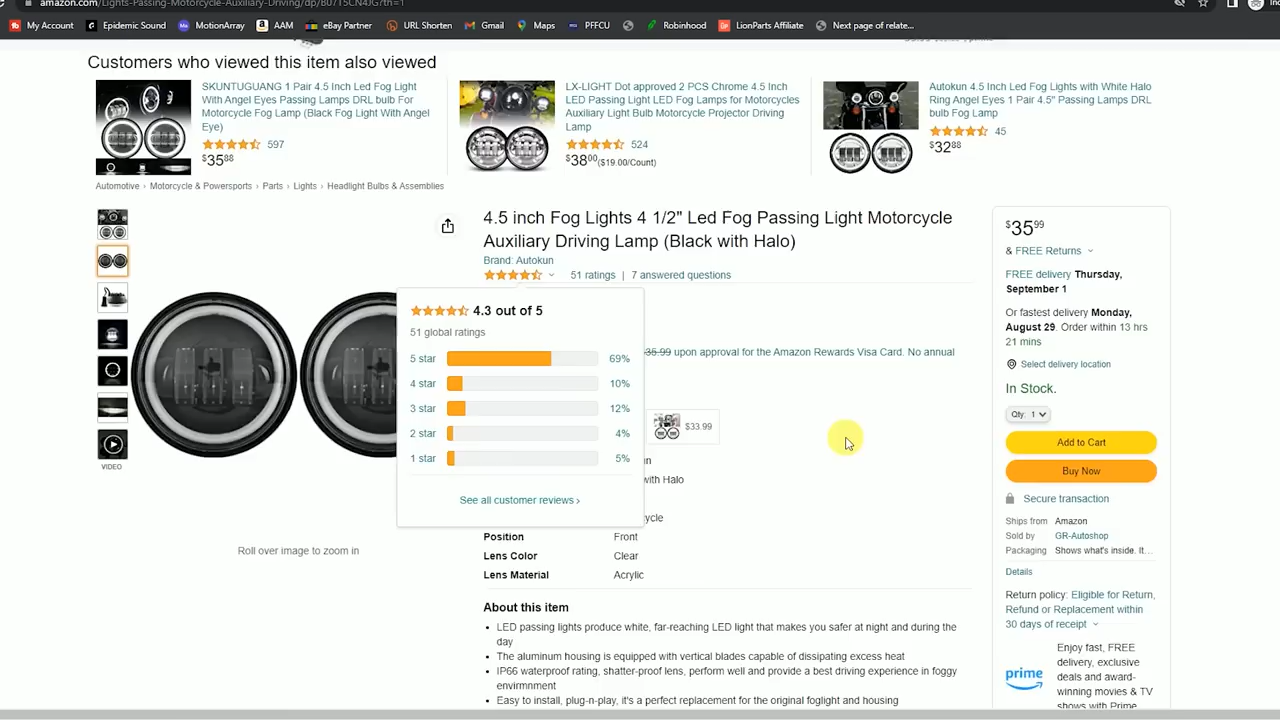 amazon.com/Lights-Passing-Motorcycle-Auxiliary-Driving/dp/B0715CN4JG?th=1
My Account
Epidemic Sound
MotionArray
AAM
eBay Partner
URL Shorten
Gmail
Maps
PFFCU
Robinhood
LionParts Affiliate
Next page of relate...
Customers who viewed this item also viewed
SKUNTUGUANG 1 Pair 4.5 Inch Led Fog Light
With Angel Eyes Passing Lamps DRL bulb For
Motorcycle Fog Lamp (Black Fog Light With Angel
Eye)
597
$35 88
LX-LIGHT Dot approved 2 PCS Chrome 4.5 Inch
LED Passing Light LED Fog Lamps for Motorcycles
Auxiliary Light Bulb Motorcycle Projector Driving
Lamp
524
$38 00 ($19.00/Count)
Autokun 4.5 Inch Led Fog Lights with White Halo
Ring Angel Eyes 1 Pair 4.5" Passing Lamps DRL
bulb Fog Lamp
45
$32 88
Automotive › Motorcycle & Powersports › Parts › Lights › Headlight Bulbs & Assemblies
VIDEO
Roll over image to zoom in
4.5 inch Fog Lights 4 1/2" Led Fog Passing Light Motorcycle
Auxiliary Driving Lamp (Black with Halo)
Brand: Autokun
51 ratings | 7 answered questions
4.3 out of 5
51 global ratings
5 star 69%
4 star 10%
3 star 12%
2 star 4%
1 star 5%
See all customer reviews ›
$35.99 upon approval for the Amazon Rewards Visa Card. No annual
$33.99
with Halo
Position Front
Lens Color Clear
Lens Material Acrylic
About this item
• LED passing lights produce white, far-reaching LED light that makes you safer at night and during the
day
• The aluminum housing is equipped with vertical blades capable of dissipating excess heat
• IP66 waterproof rating, shatter-proof lens, perform well and provide a best driving experience in foggy
envirnmnent
• Easy to install, plug-n-play, it's a perfect replacement for the original foglight and housing
$35 99
& FREE Returns
FREE delivery Thursday,
September 1
Or fastest delivery Monday,
August 29. Order within 13 hrs
21 mins
Select delivery location
In Stock.
Qty: 1
Add to Cart
Buy Now
Secure transaction
Ships from Amazon
Sold by GR-Autoshop
Packaging Shows what's inside. It…
Details
Return policy: Eligible for Return,
Refund or Replacement within
30 days of receipt
prime
Enjoy fast, FREE
delivery, exclusive
deals and award-
winning movies & TV
shows with Prime